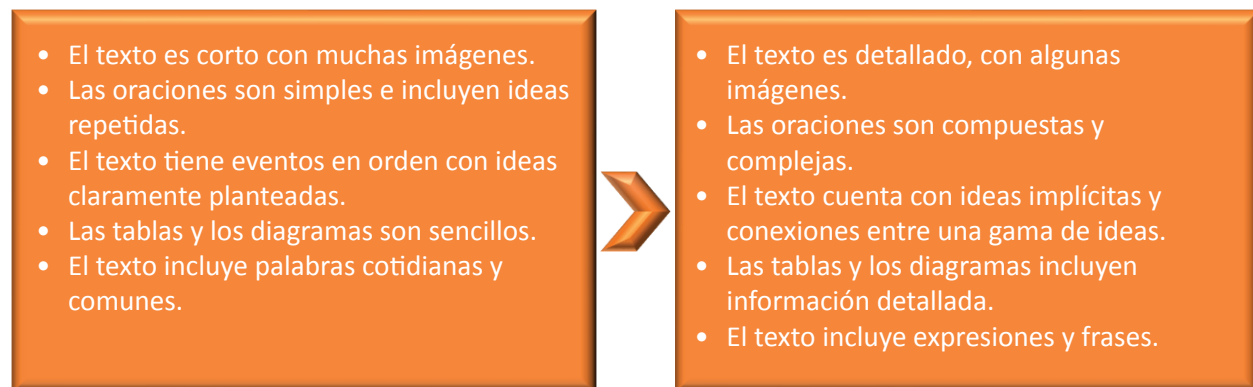 • El texto es corto con muchas imágenes.
• Las oraciones son simples e incluyen ideas
repetidas.
• El texto tiene eventos en orden con ideas
claramente planteadas.
• Las tablas y los diagramas son sencillos.
• El texto incluye palabras cotidianas y
comunes.
• El texto es detallado, con algunas
imágenes.
• Las oraciones son compuestas y
complejas.
• El texto cuenta con ideas implícitas y
conexiones entre una gama de ideas.
• Las tablas y los diagramas incluyen
información detallada.
• El texto incluye expresiones y frases.